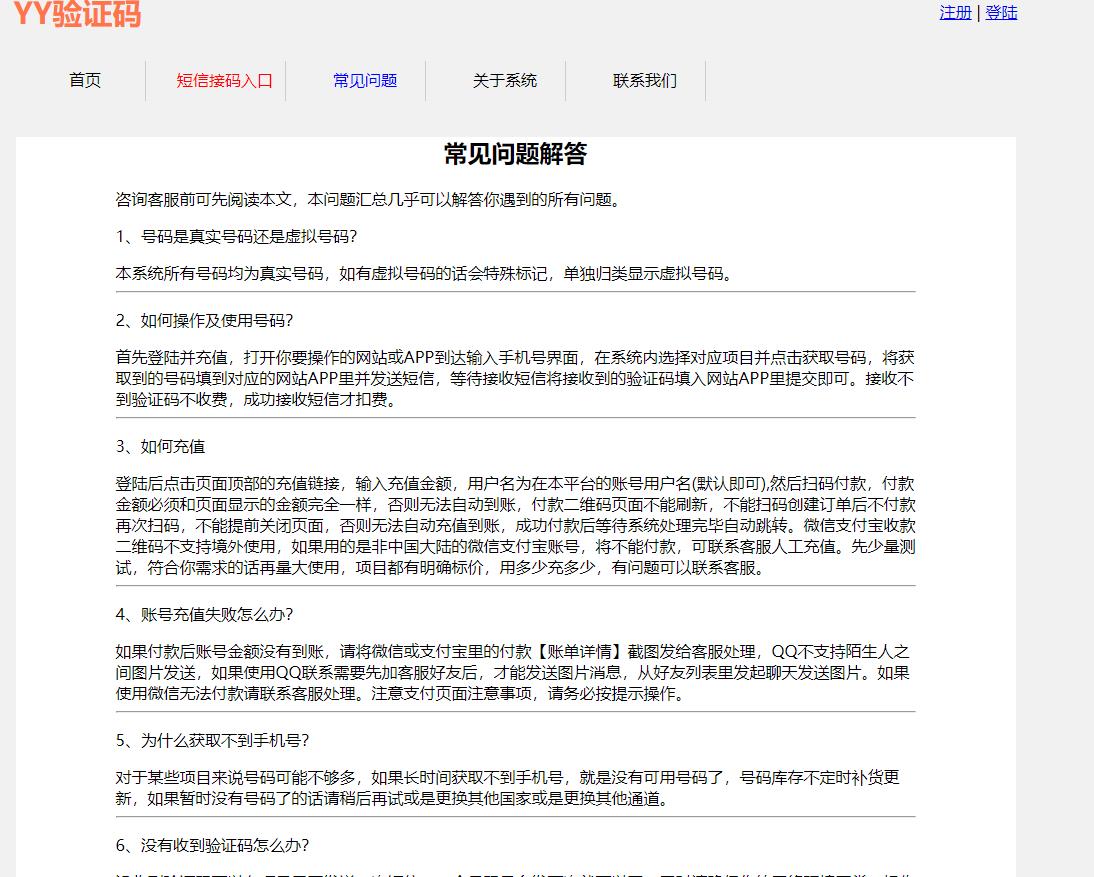 YY验证码
注册 | 登陆
首页
短信接码入口
常见问题
关于系统
联系我们
常见问题解答
咨询客服前可先阅读本文，本问题汇总几乎可以解答你遇到的所有问题。
1、号码是真实号码还是虚拟号码？
本系统所有号码均为真实号码，如有虚拟号码的话会特殊标记，单独归类显示虚拟号码。
2、如何操作及使用号码？
首先登陆并充值，打开你要操作的网站或APP到达输入手机号界面，在系统内选择对应项目并点击获取号码，将获
取到的号码填到对应的网站APP里并发送短信，等待接收短信将接收到的验证码填入网站APP里提交即可。接收不
到验证码不收费，成功接收短信才扣费。
3、如何充值
登陆后点击页面顶部的充值链接，输入充值金额，用户名为在本平台的账号用户名(默认即可),然后扫码付款，付款
金额必须和页面显示的金额完全一样，否则无法自动到账，付款二维码页面不能刷新，不能扫码创建订单后不付款
再次扫码，不能提前关闭页面，否则无法自动充值到账，成功付款后等待系统处理完毕自动跳转。微信支付宝收款
二维码不支持境外使用，如果用的是非中国大陆的微信支付宝账号，将不能付款，可联系客服人工充值。先少量测
试，符合你需求的话再量大使用，项目都有明确标价，用多少充多少，有问题可以联系客服。
4、账号充值失败怎么办？
如果付款后账号金额没有到账，请将微信或支付宝里的付款【账单详情】截图发给客服处理，QQ不支持陌生人之
间图片发送，如果使用QQ联系需要先加客服好友后，才能发送图片消息，从好友列表里发起聊天发送图片。如果
使用微信无法付款请联系客服处理。注意支付页面注意事项，请务必按提示操作。
5、为什么获取不到手机号？
对于某些项目来说号码可能不够多，如果长时间获取不到手机号，就是没有可用号码了，号码库存不定时补货更
新，如果暂时没有号码了的话请稍后再试或是更换其他国家或是更换其他通道。
6、没有收到验证码怎么办？